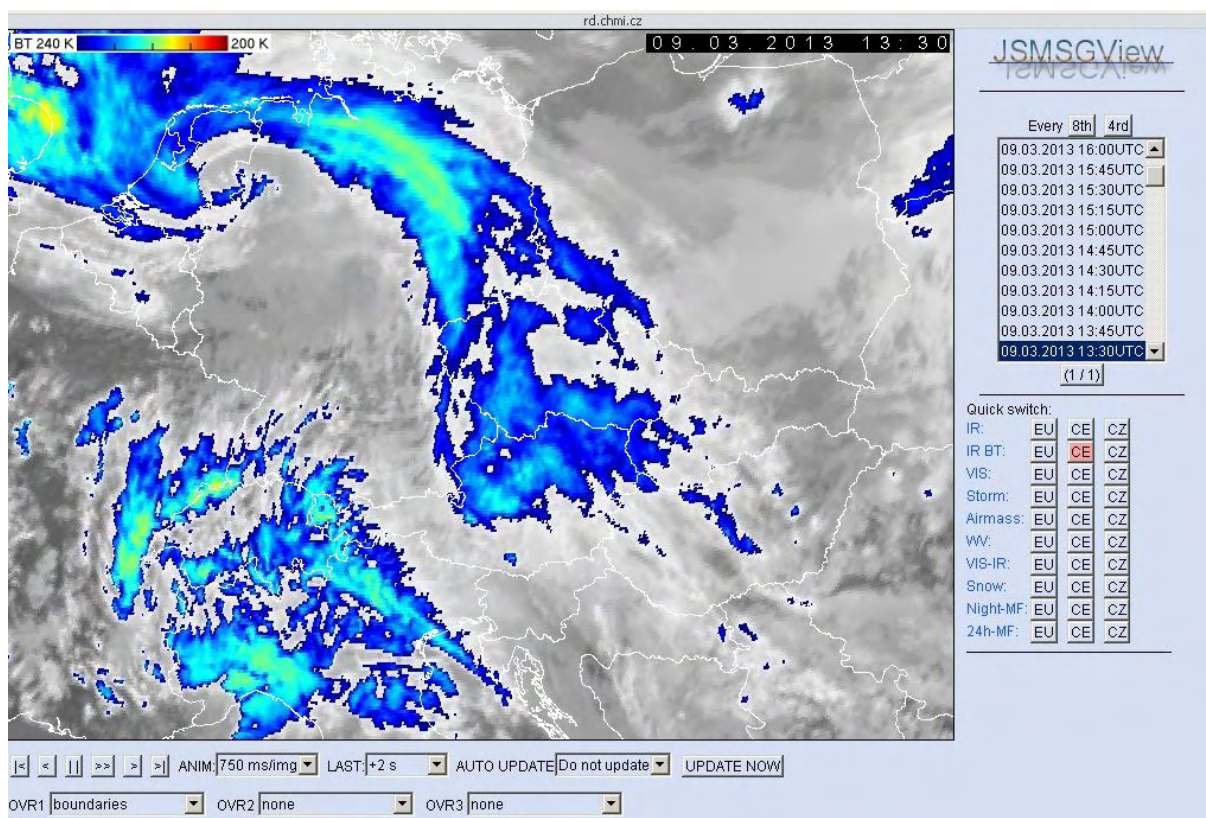 rd.chmi.cz
BT 240 K 200 K
09.03.2013 13:30
JSMSGView
Every 8th 4rd
09.03.2013 16:00UTC
09.03.2013 15:45UTC
09.03.2013 15:30UTC
09.03.2013 15:15UTC
09.03.2013 15:00UTC
09.03.2013 14:45UTC
09.03.2013 14:30UTC
09.03.2013 14:15UTC
09.03.2013 14:00UTC
09.03.2013 13:45UTC
09.03.2013 13:30UTC
(1 / 1)
Quick switch:
IR: EU CE CZ
IR BT: EU CE CZ
VIS: EU CE CZ
Storm: EU CE CZ
Airmass: EU CE CZ
WV: EU CE CZ
VIS-IR: EU CE CZ
Snow: EU CE CZ
Night-MF: EU CE CZ
24h-MF: EU CE CZ
|< < || >> > >| ANIM: 750 ms/img LAST: +2 s AUTO UPDATE Do not update UPDATE NOW
OVR1 boundaries OVR2 none OVR3 none